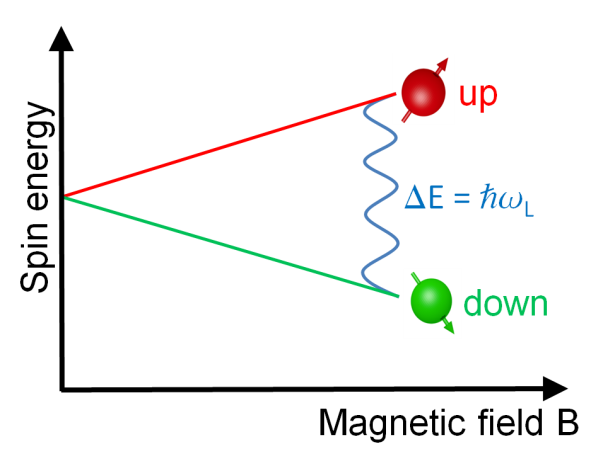 Spin energy
up
ΔE = ℏω_L
down
Magnetic field B